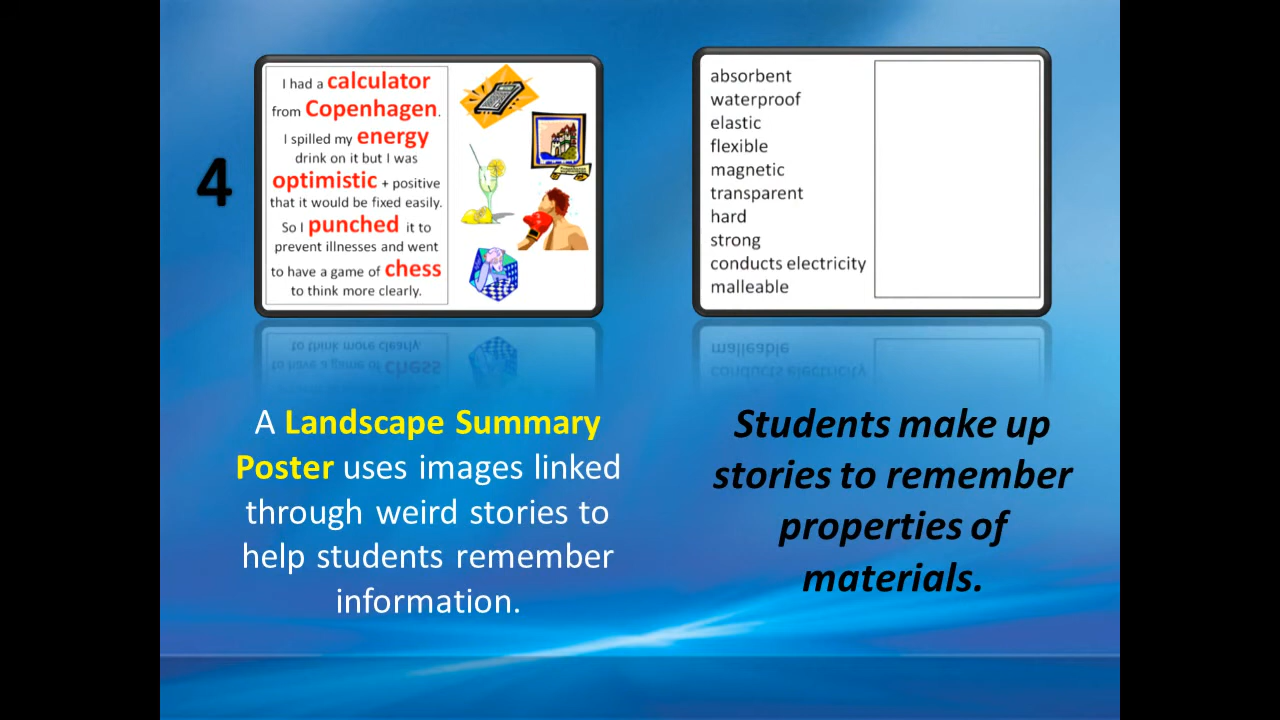 4
I had a calculator
from Copenhagen.
I spilled my energy
drink on it but I was
optimistic + positive
that it would be fixed easily.
So I punched it to
prevent illnesses and went
to have a game of chess
to think more clearly.
absorbent
waterproof
elastic
flexible
magnetic
transparent
hard
strong
conducts electricity
malleable
A Landscape Summary
Poster uses images linked
through weird stories to
help students remember
information.
Students make up
stories to remember
properties of
materials.